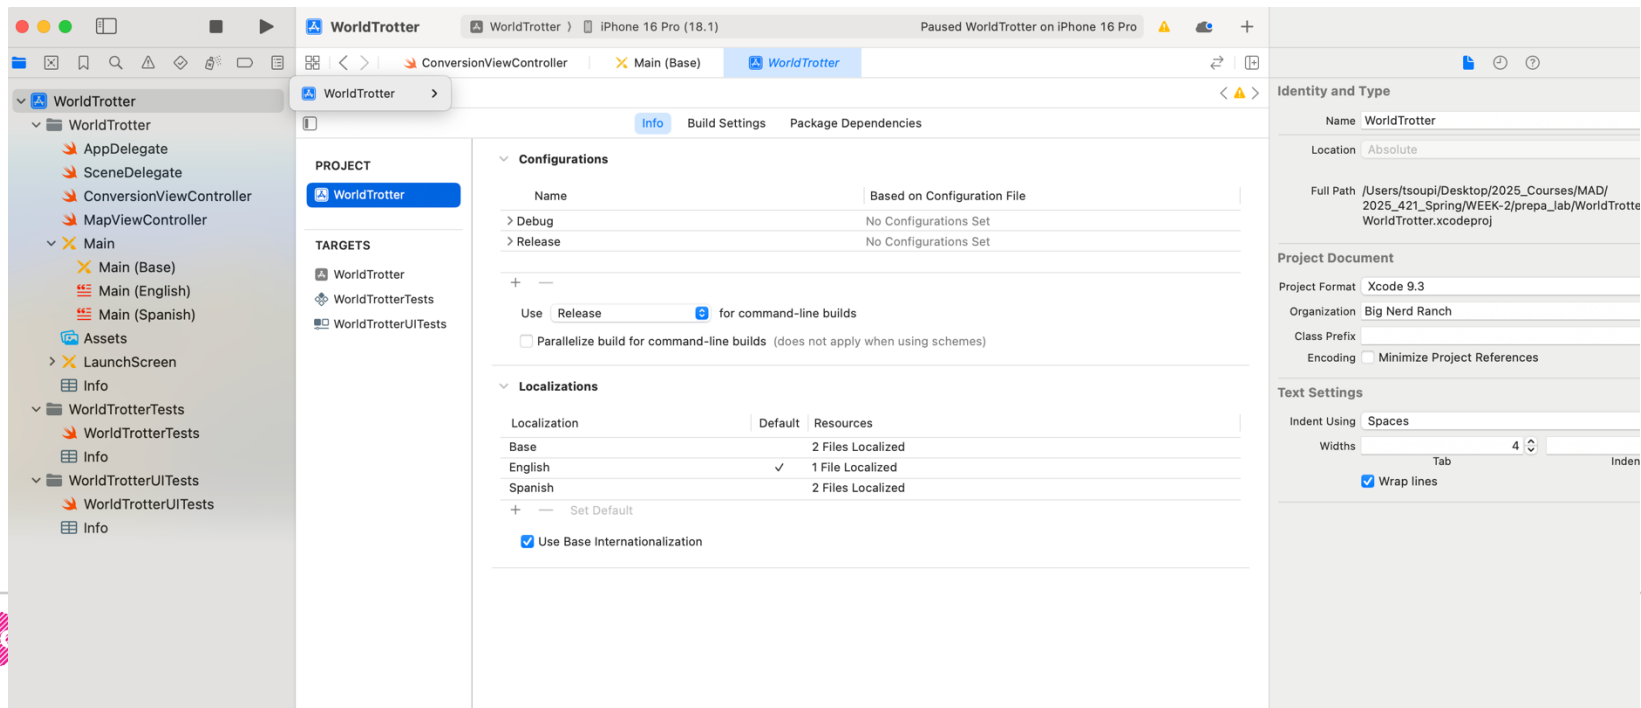 WorldTrotter
WorldTrotter 〉 iPhone 16 Pro (18.1)
Paused WorldTrotter on iPhone 16 Pro
ConversionViewController
Main (Base)
WorldTrotter
WorldTrotter
WorldTrotter
WorldTrotter
AppDelegate
SceneDelegate
ConversionViewController
MapViewController
Main
Main (Base)
Main (English)
Main (Spanish)
Assets
LaunchScreen
Info
WorldTrotterTests
WorldTrotterTests
Info
WorldTrotterUITests
WorldTrotterUITests
Info
Info
Build Settings
Package Dependencies
PROJECT
WorldTrotter
TARGETS
WorldTrotter
WorldTrotterTests
WorldTrotterUITests
Configurations
Name
Based on Configuration File
Debug
No Configurations Set
Release
No Configurations Set
Use Release for command-line builds
Parallelize build for command-line builds (does not apply when using schemes)
Localizations
Localization
Default
Resources
Base
2 Files Localized
English
1 File Localized
Spanish
2 Files Localized
Set Default
Use Base Internationalization
Identity and Type
Name WorldTrotter
Location Absolute
Full Path /Users/tsoupi/Desktop/2025_Courses/MAD/
2025_421_Spring/WEEK-2/prepa_lab/WorldTrotte
WorldTrotter.xcodeproj
Project Document
Project Format Xcode 9.3
Organization Big Nerd Ranch
Class Prefix
Encoding Minimize Project References
Text Settings
Indent Using Spaces
Widths 4
Tab
Inden
Wrap lines